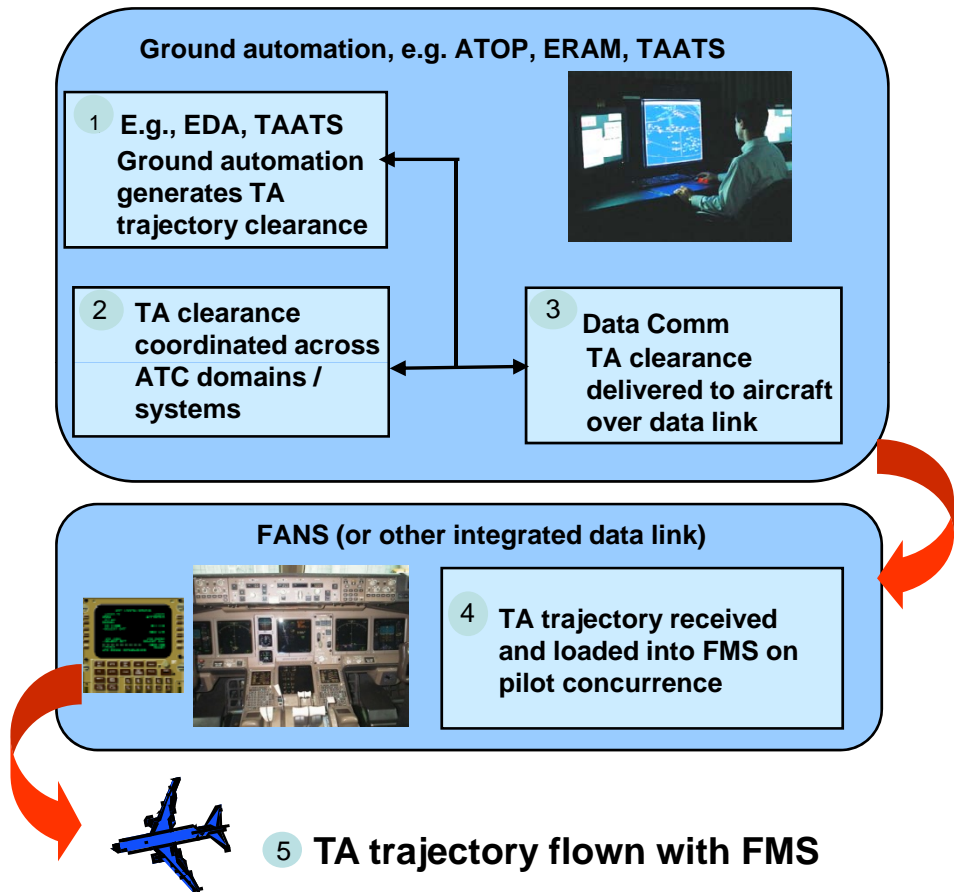 Ground automation, e.g. ATOP, ERAM, TAATS
1 E.g., EDA, TAATS
Ground automation
generates TA
trajectory clearance
2 TA clearance
coordinated across
ATC domains /
systems
3 Data Comm
TA clearance
delivered to aircraft
over data link
FANS (or other integrated data link)
4 TA trajectory received
and loaded into FMS on
pilot concurrence
5 TA trajectory flown with FMS